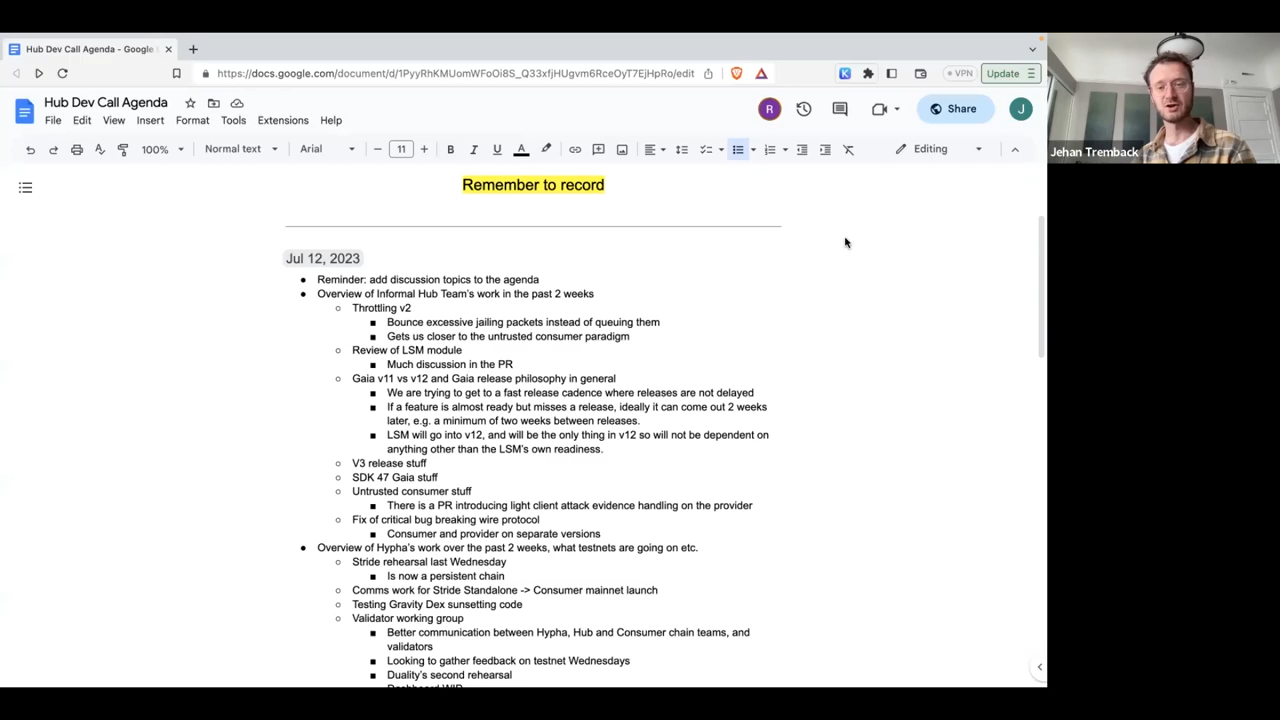 Hub Dev Call Agenda - Google
https://docs.google.com/document/d/1PyyRhKMUomWFoOi8S_Q33xfjHUgvm6RceOyT7EjHpRo/edit
VPN
Update
Hub Dev Call Agenda
File Edit View Insert Format Tools Extensions Help
R
Share
J
100%
Normal text
Arial
11
B I U A
Editing
Jehan Tremback
Remember to record
Jul 12, 2023
● Reminder: add discussion topics to the agenda
● Overview of Informal Hub Team's work in the past 2 weeks
○ Throttling v2
■ Bounce excessive jailing packets instead of queuing them
■ Gets us closer to the untrusted consumer paradigm
○ Review of LSM module
■ Much discussion in the PR
○ Gaia v11 vs v12 and Gaia release philosophy in general
■ We are trying to get to a fast release cadence where releases are not delayed
■ If a feature is almost ready but misses a release, ideally it can come out 2 weeks
later, e.g. a minimum of two weeks between releases.
■ LSM will go into v12, and will be the only thing in v12 so will not be dependent on
anything other than the LSM's own readiness.
○ V3 release stuff
○ SDK 47 Gaia stuff
○ Untrusted consumer stuff
■ There is a PR introducing light client attack evidence handling on the provider
○ Fix of critical bug breaking wire protocol
■ Consumer and provider on separate versions
● Overview of Hypha's work over the past 2 weeks, what testnets are going on etc.
○ Stride rehearsal last Wednesday
■ Is now a persistent chain
○ Comms work for Stride Standalone -> Consumer mainnet launch
○ Testing Gravity Dex sunsetting code
○ Validator working group
■ Better communication between Hypha, Hub and Consumer chain teams, and
validators
■ Looking to gather feedback on testnet Wednesdays
■ Duality's second rehearsal
■ Dashboard WIP